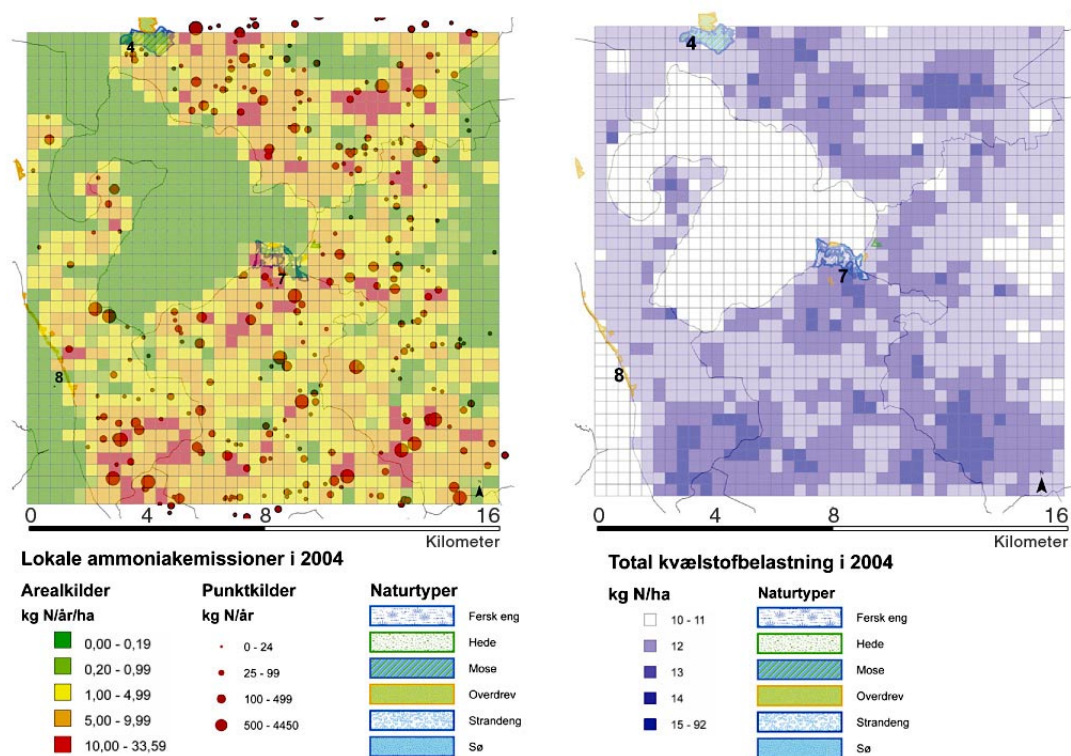 4
7
8
0 4 8 16
Kilometer
Lokale ammoniakemissioner i 2004
Arealkilder
kg N/år/ha
0,00 - 0,19
0,20 - 0,99
1,00 - 4,99
5,00 - 9,99
10,00 - 33,59
Punktkilder
kg N/år
0 - 24
25 - 99
100 - 499
500 - 4450
Naturtyper
Fersk eng
Hede
Mose
Overdrev
Strandeng
Sø
4
7
8
0 4 8 16
Kilometer
Total kvælstofbelastning i 2004
kg N/ha
10 - 11
12
13
14
15 - 92
Naturtyper
Fersk eng
Hede
Mose
Overdrev
Strandeng
Sø